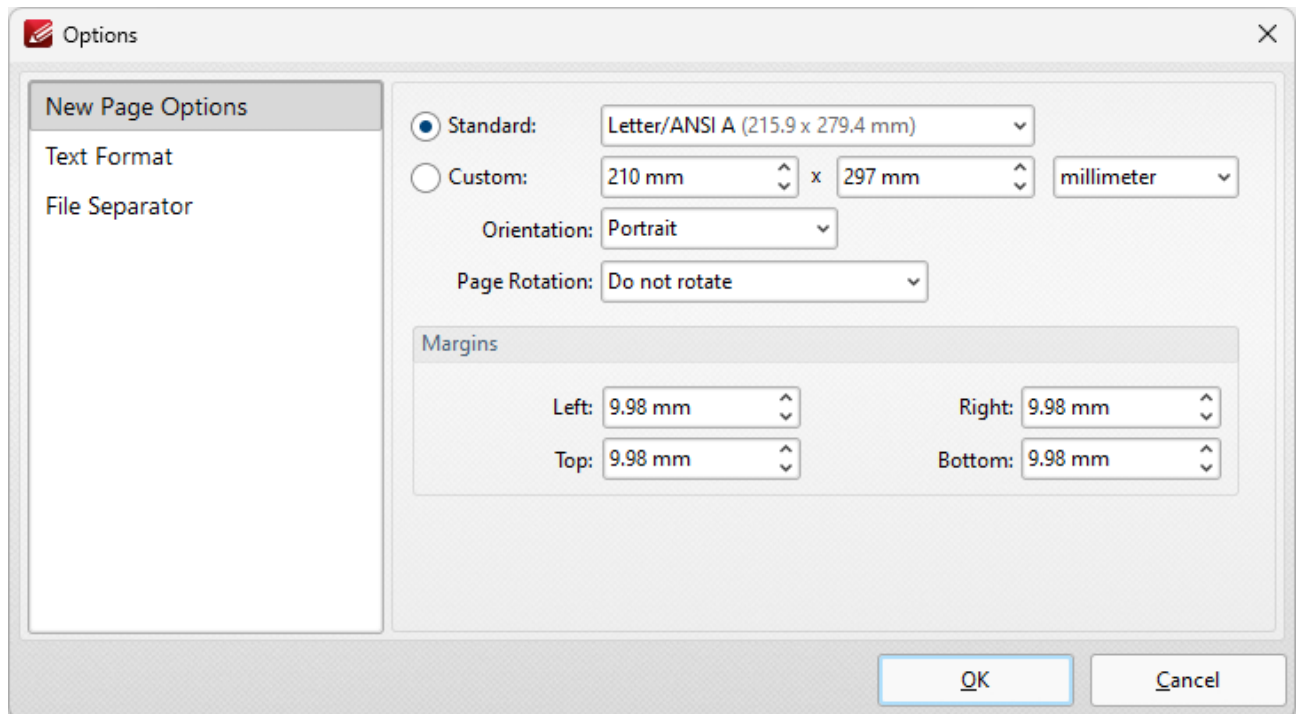 Options
New Page Options
Text Format
File Separator
Standard: Letter/ANSI A (215.9 x 279.4 mm)
Custom: 210 mm x 297 mm millimeter
Orientation: Portrait
Page Rotation: Do not rotate
Margins
Left: 9.98 mm Right: 9.98 mm
Top: 9.98 mm Bottom: 9.98 mm
OK Cancel